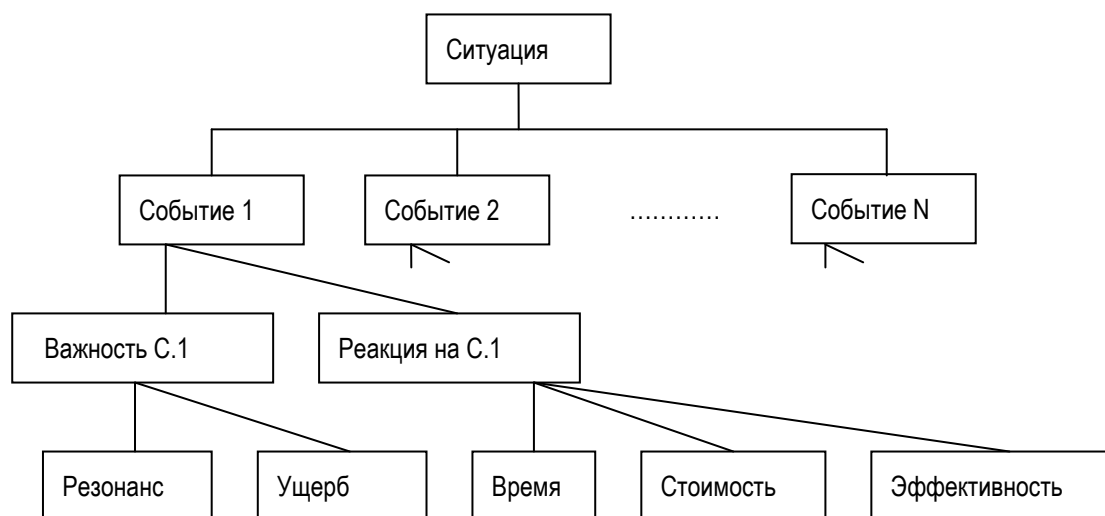 Ситуация
Событие 1
Событие 2
…………
Событие N
Важность С.1
Реакция на С.1
Резонанс
Ущерб
Время
Стоимость
Эффективность